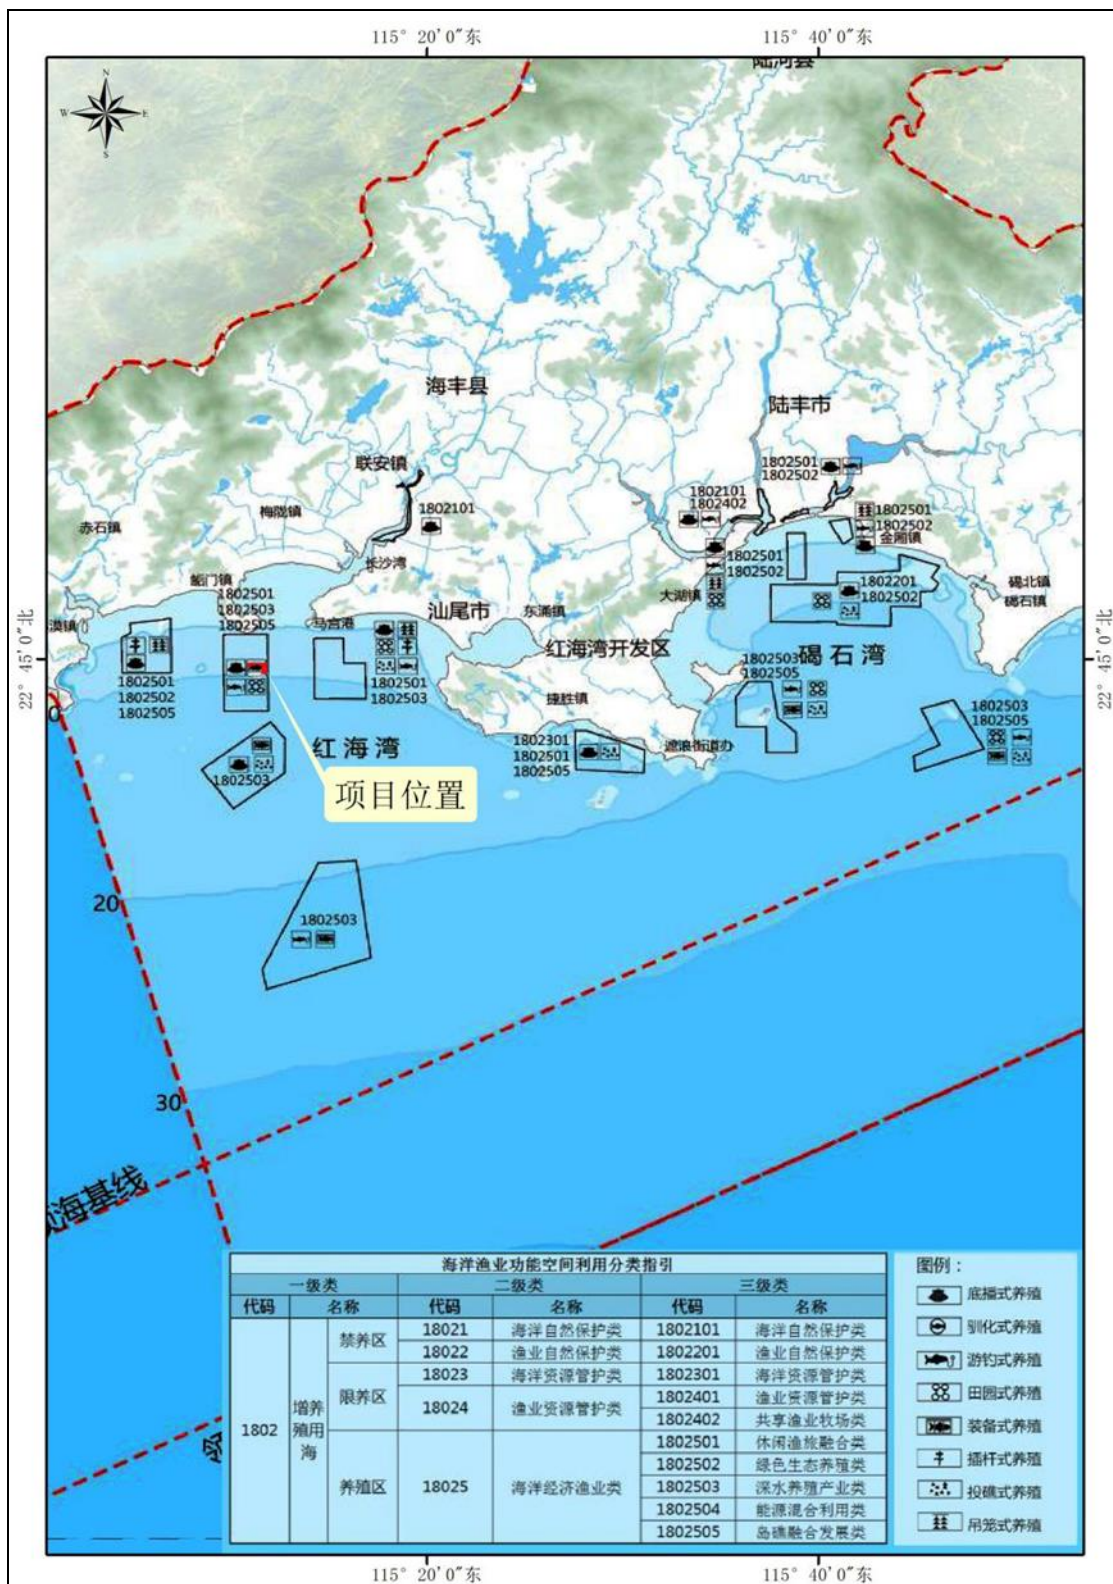 115° 20'0"东
115° 40'0"东
N
W
E
S
陆河县
海丰县
陆丰市
联安镇
1802501
1802502
1802101
1802101
1802402
梅陇镇
赤石镇
1802501
1802502
金厢镇
长沙湾
1802501
1802502
鲘门镇
1802501
1802503
1802505
大湖镇
1802201
1802502
碣北镇
碣石镇
马宫港
汕尾市
东涌镇
漠镇
22° 45'0"北
22° 45'0"北
红海湾开发区
碣石湾
1802503
1802505
1802501
1802502
1802505
1802501
1802503
捷胜镇
1802503
1802505
红海湾
1802301
1802501
1802505
遮浪街道办
1802503
项目位置
20
1802503
30
领海基线
海洋渔业功能空间利用分类指引
一级类 二级类 三级类
代码 名称 代码 名称 代码 名称
1802 增养殖用海
禁养区 18021 海洋自然保护类 1802101 海洋自然保护类
18022 渔业自然保护类 1802201 渔业自然保护类
限养区 18023 海洋资源管护类 1802301 海洋资源管护类
18024 渔业资源管护类 1802401 渔业资源管护类
1802402 共享渔业牧场类
养殖区 18025 海洋经济渔业类 1802501 休闲渔旅融合类
1802502 绿色生态养殖类
1802503 深水养殖产业类
1802504 能源混合利用类
1802505 岛礁融合发展类
图例：
底播式养殖
驯化式养殖
游钓式养殖
田园式养殖
装备式养殖
插杆式养殖
投礁式养殖
吊笼式养殖
115° 20'0"东
115° 40'0"东